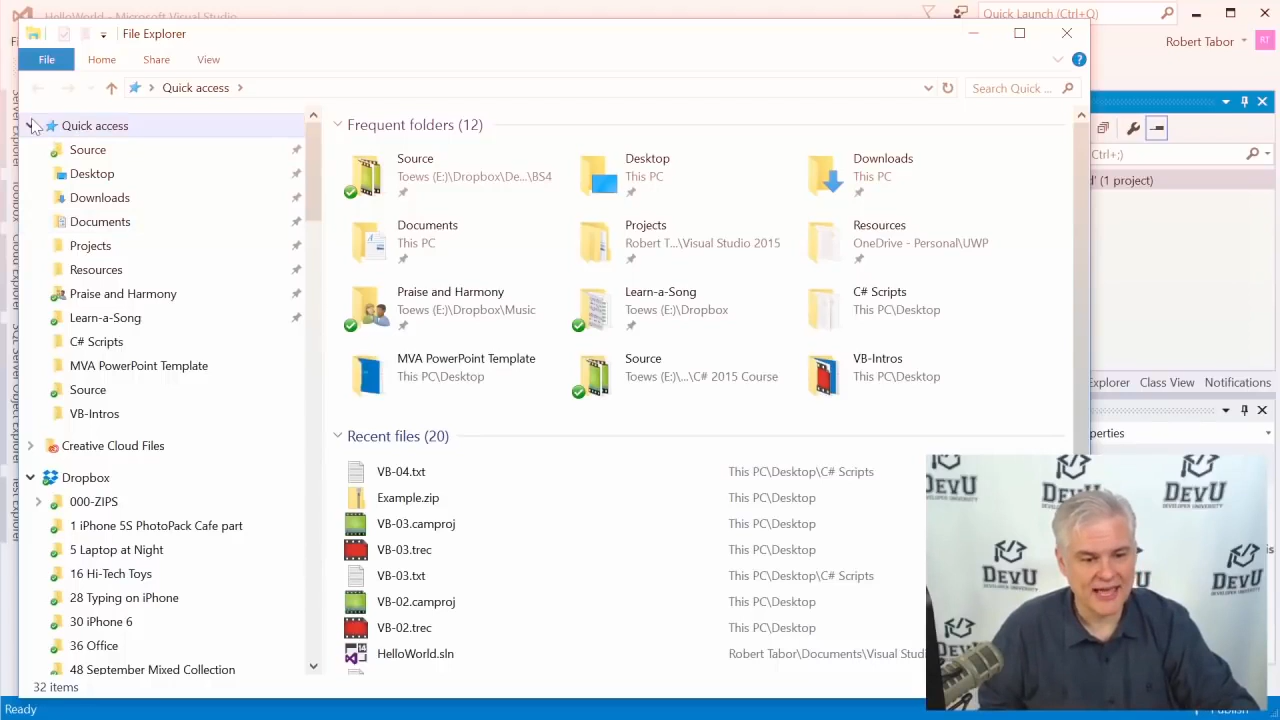 HelloWorld - Microsoft Visual Studio
Quick Launch (Ctrl+Q)
File Explorer
Robert Tabor
RT
File
Home
Share
View
Quick access
Search Quick ...
Ctrl+;)
Quick access
Source
Desktop
Downloads
Documents
Projects
Resources
Praise and Harmony
Learn-a-Song
C# Scripts
MVA PowerPoint Template
Source
VB-Intros
Creative Cloud Files
Dropbox
000-ZIPS
1 iPhone 5S PhotoPack Cafe part
5 Laptop at Night
16 Hi-Tech Toys
28 Typing on iPhone
30 iPhone 6
36 Office
48 September Mixed Collection
32 items
Frequent folders (12)
Source
Toews (E:)\Dropbox\De...\BS4
Desktop
This PC
Downloads
This PC
Documents
This PC
Projects
Robert T...\Visual Studio 2015
Resources
OneDrive - Personal\UWP
Praise and Harmony
Toews (E:)\Dropbox\Music
Learn-a-Song
Toews (E:)\Dropbox
C# Scripts
This PC\Desktop
MVA PowerPoint Template
This PC\Desktop
Source
Toews (E:)\...\C# 2015 Course
VB-Intros
This PC\Desktop
Recent files (20)
VB-04.txt
This PC\Desktop\C# Scripts
Example.zip
This PC\Desktop
VB-03.camproj
This PC\Desktop
VB-03.trec
This PC\Desktop
VB-03.txt
This PC\Desktop\C# Scripts
VB-02.camproj
This PC\Desktop
VB-02.trec
This PC\Desktop
HelloWorld.sln
Robert Tabor\Documents\Visual Studi
d' (1 project)
Explorer
Class View
Notifications
perties
DEVU
DEVELOPER UNIVERSITY
DEVU
DEVU
DEVU
Ready
Publish